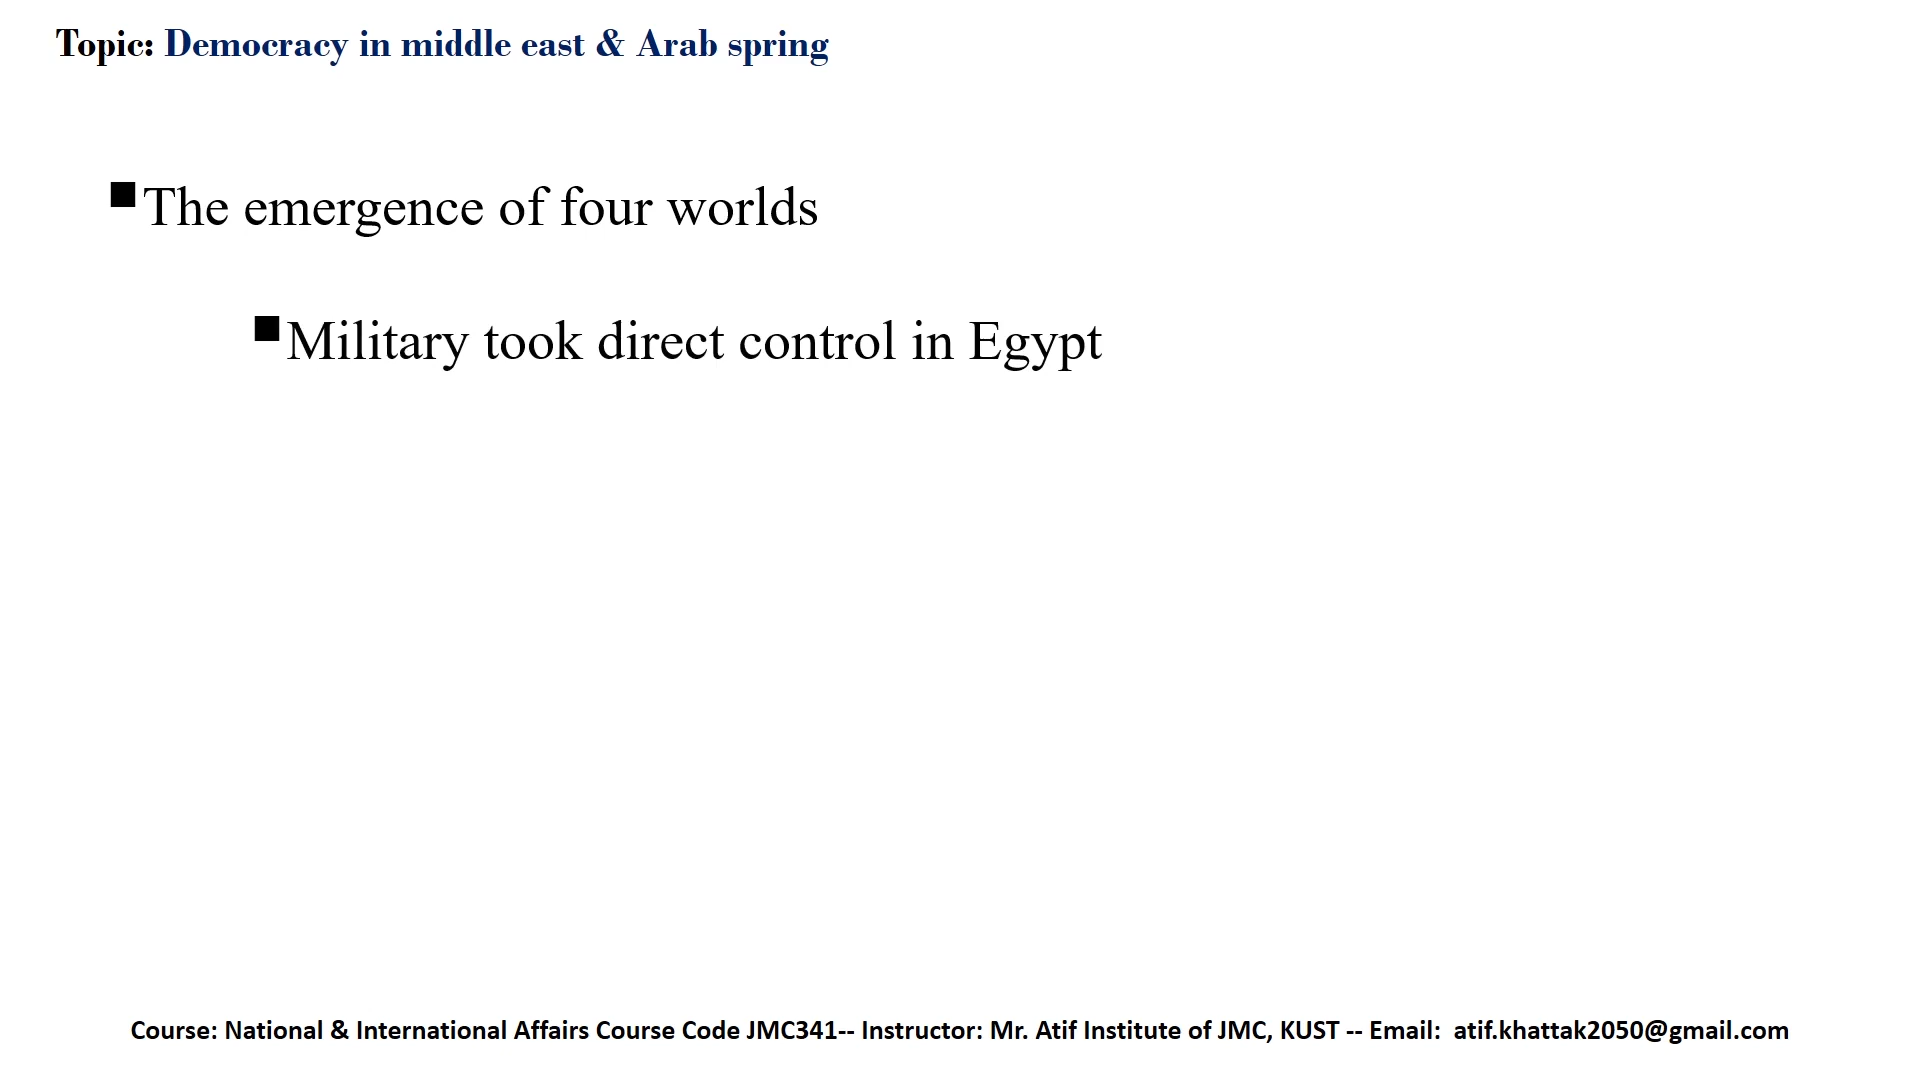 Topic: Democracy in middle east & Arab spring
■The emergence of four worlds
■Military took direct control in Egypt
Course: National & International Affairs Course Code JMC341-- Instructor: Mr. Atif Institute of JMC, KUST -- Email: atif.khattak2050@gmail.com